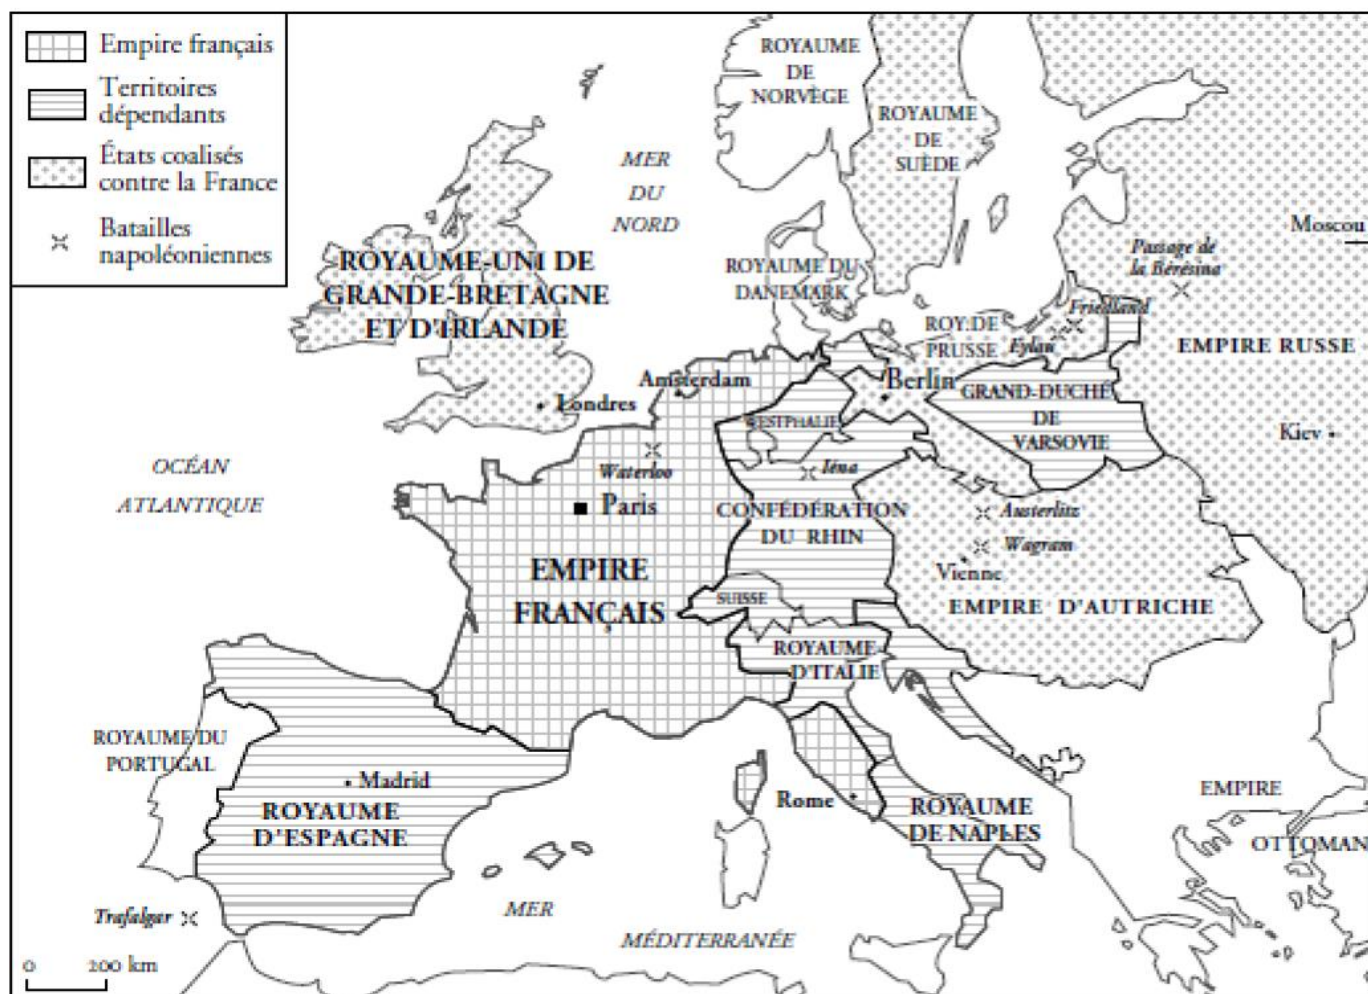 Empire français
Territoires
dépendants
États coalisés
contre la France
Batailles
napoléoniennes
ROYAUME
DE
NORVÈGE
ROYAUME
DE
SUÈDE
MER
DU
NORD
Moscou
Passage de
la Bérésina
ROYAUME-UNI DE
GRANDE-BRETAGNE
ET D'IRLANDE
ROYAUME DU
DANEMARK
Friedland
ROY. DE
PRUSSE
Eylau
EMPIRE RUSSE
Amsterdam
Berlin
GRAND-DUCHÉ
DE
VARSOVIE
Londres
WESTPHALIE
Kiev
OCÉAN
ATLANTIQUE
Waterloo
Iéna
Paris
CONFÉDÉRATION
DU RHIN
Austerlitz
Wagram
Vienne
EMPIRE
FRANÇAIS
SUISSE
EMPIRE D'AUTRICHE
ROYAUME
D'ITALIE
ROYAUME DU
PORTUGAL
Madrid
ROYAUME
D'ESPAGNE
Rome
ROYAUME
DE NAPLES
EMPIRE
OTTOMAN
Trafalgar
MER
MÉDITERRANÉE
0 200 km